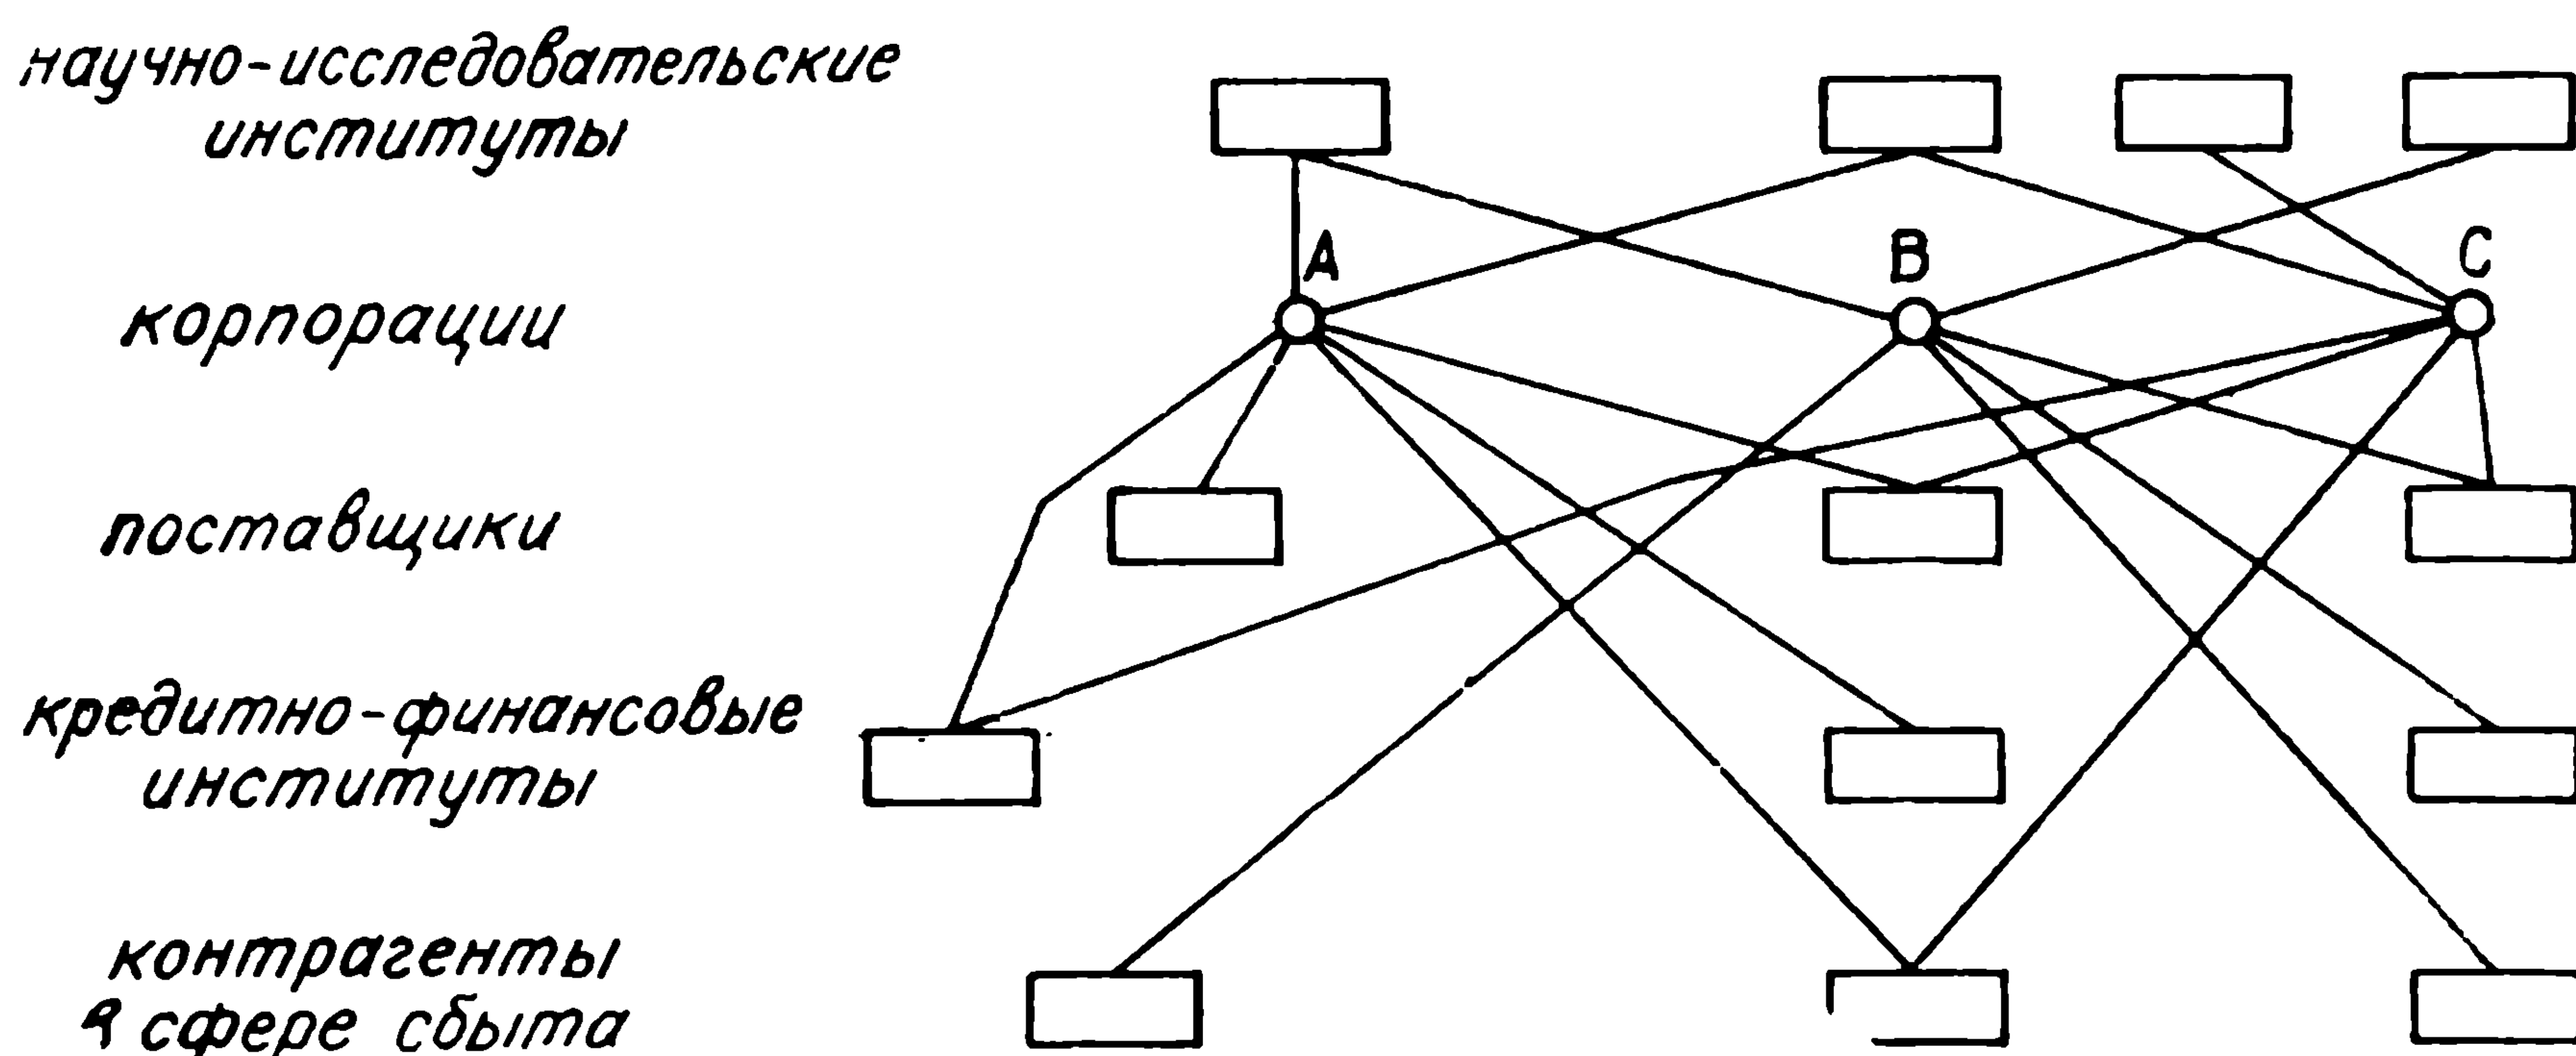 научно-исследовательские
институты
A
B
C
корпорации
поставщики
кредитно-финансовые
институты
контрагенты
в сфере сбыта